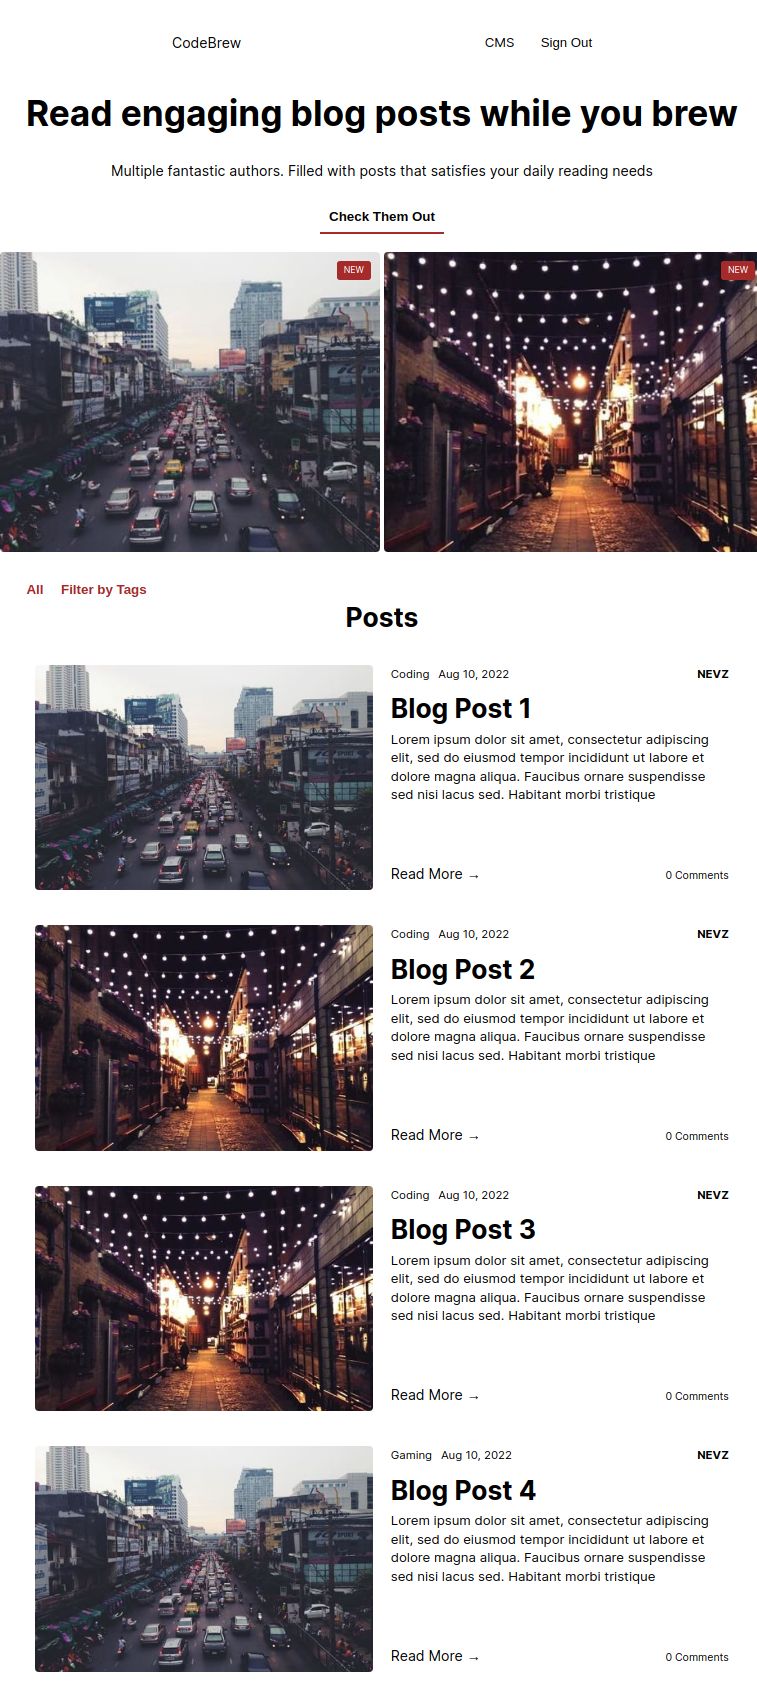 CodeBrew
CMS
Sign Out
Read engaging blog posts while you brew
Multiple fantastic authors. Filled with posts that satisfies your daily reading needs
Check Them Out
NEW
NEW
All
Filter by Tags
Posts
Coding Aug 10, 2022 NEVZ
Blog Post 1
Lorem ipsum dolor sit amet, consectetur adipiscing
elit, sed do eiusmod tempor incididunt ut labore et
dolore magna aliqua. Faucibus ornare suspendisse
sed nisi lacus sed. Habitant morbi tristique
Read More → 0 Comments
Coding Aug 10, 2022 NEVZ
Blog Post 2
Lorem ipsum dolor sit amet, consectetur adipiscing
elit, sed do eiusmod tempor incididunt ut labore et
dolore magna aliqua. Faucibus ornare suspendisse
sed nisi lacus sed. Habitant morbi tristique
Read More → 0 Comments
Coding Aug 10, 2022 NEVZ
Blog Post 3
Lorem ipsum dolor sit amet, consectetur adipiscing
elit, sed do eiusmod tempor incididunt ut labore et
dolore magna aliqua. Faucibus ornare suspendisse
sed nisi lacus sed. Habitant morbi tristique
Read More → 0 Comments
Gaming Aug 10, 2022 NEVZ
Blog Post 4
Lorem ipsum dolor sit amet, consectetur adipiscing
elit, sed do eiusmod tempor incididunt ut labore et
dolore magna aliqua. Faucibus ornare suspendisse
sed nisi lacus sed. Habitant morbi tristique
Read More → 0 Comments